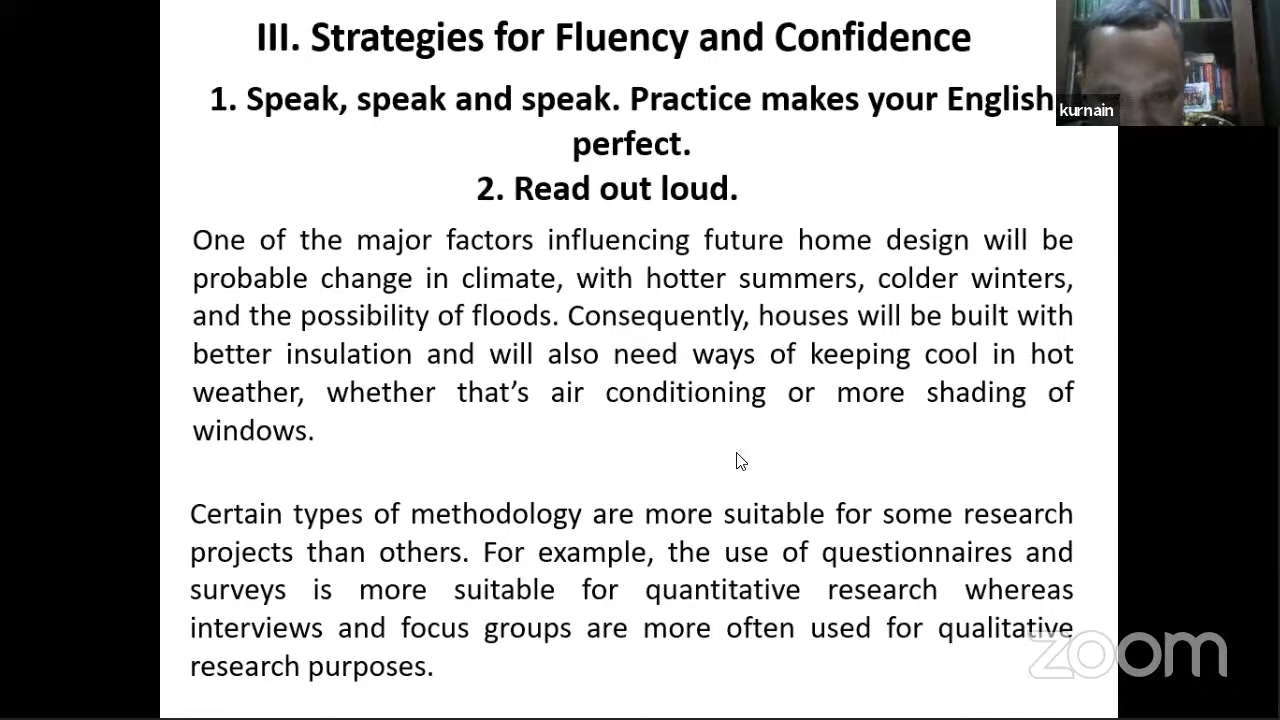 III. Strategies for Fluency and Confidence
1. Speak, speak and speak. Practice makes your English
perfect.
2. Read out loud.
One of the major factors influencing future home design will be
probable change in climate, with hotter summers, colder winters,
and the possibility of floods. Consequently, houses will be built with
better insulation and will also need ways of keeping cool in hot
weather, whether that’s air conditioning or more shading of
windows.
Certain types of methodology are more suitable for some research
projects than others. For example, the use of questionnaires and
surveys is more suitable for quantitative research whereas
interviews and focus groups are more often used for qualitative
research purposes.
kurnain
zoom